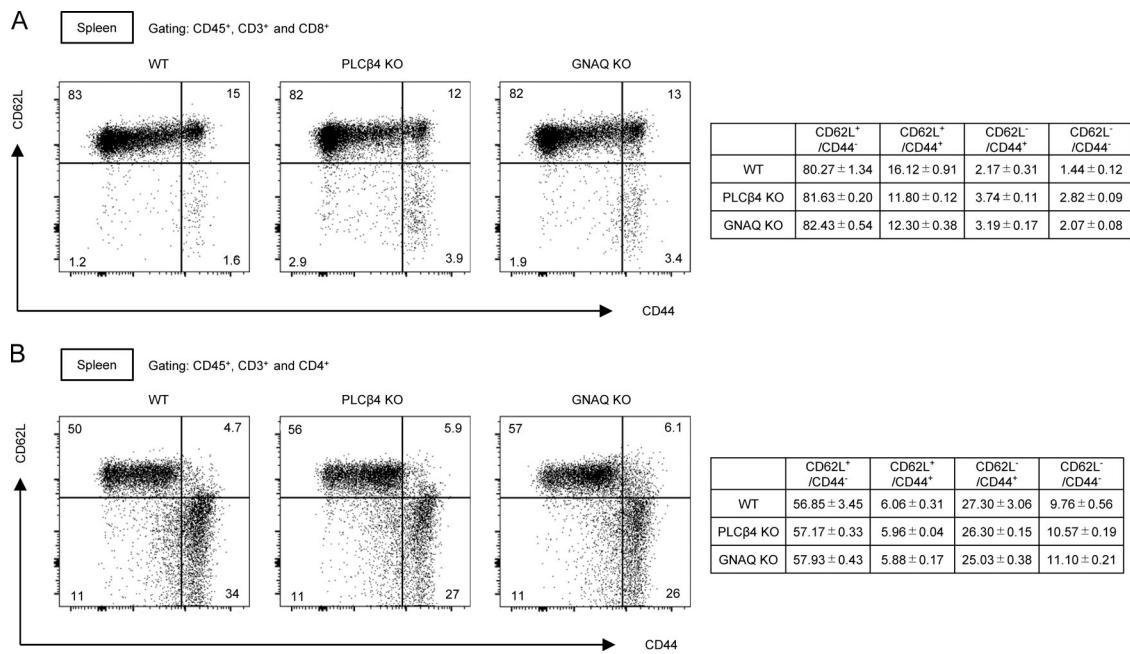 A
Spleen Gating: CD45⁺, CD3⁺ and CD8⁺
WT PLCβ4 KO GNAQ KO
CD62L
83 15 82 12 82 13
1.2 1.6 2.9 3.9 1.9 3.4
CD44
CD62L⁺ CD62L⁺ CD62L⁻ CD62L⁻
/CD44⁻ /CD44⁺ /CD44⁺ /CD44⁻
WT 80.27 ± 1.34 16.12 ± 0.91 2.17 ± 0.31 1.44 ± 0.12
PLCβ4 KO 81.63 ± 0.20 11.80 ± 0.12 3.74 ± 0.11 2.82 ± 0.09
GNAQ KO 82.43 ± 0.54 12.30 ± 0.38 3.19 ± 0.17 2.07 ± 0.08
B
Spleen Gating: CD45⁺, CD3⁺ and CD4⁺
WT PLCβ4 KO GNAQ KO
CD62L
50 4.7 56 5.9 57 6.1
11 34 11 27 11 26
CD44
CD62L⁺ CD62L⁺ CD62L⁻ CD62L⁻
/CD44⁻ /CD44⁺ /CD44⁺ /CD44⁻
WT 56.85 ± 3.45 6.06 ± 0.31 27.30 ± 3.06 9.76 ± 0.56
PLCβ4 KO 57.17 ± 0.33 5.96 ± 0.04 26.30 ± 0.15 10.57 ± 0.19
GNAQ KO 57.93 ± 0.43 5.88 ± 0.17 25.03 ± 0.38 11.10 ± 0.21